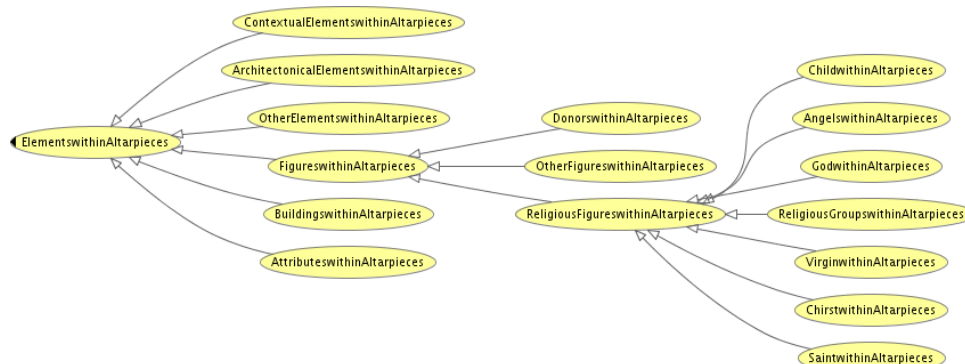 ContextualElementswithinAltarpieces
ArchitectonicalElementswithinAltarpieces
OtherElementswithinAltarpieces
ElementswithinAltarpieces
FigureswithinAltarpieces
BuildingswithinAltarpieces
AttributeswithinAltarpieces
DonorswithinAltarpieces
OtherFigureswithinAltarpieces
ReligiousFigureswithinAltarpieces
ChildwithinAltarpieces
AngelswithinAltarpieces
GodwithinAltarpieces
ReligiousGroupswithinAltarpieces
VirginwithinAltarpieces
ChirstwithinAltarpieces
SaintwithinAltarpieces